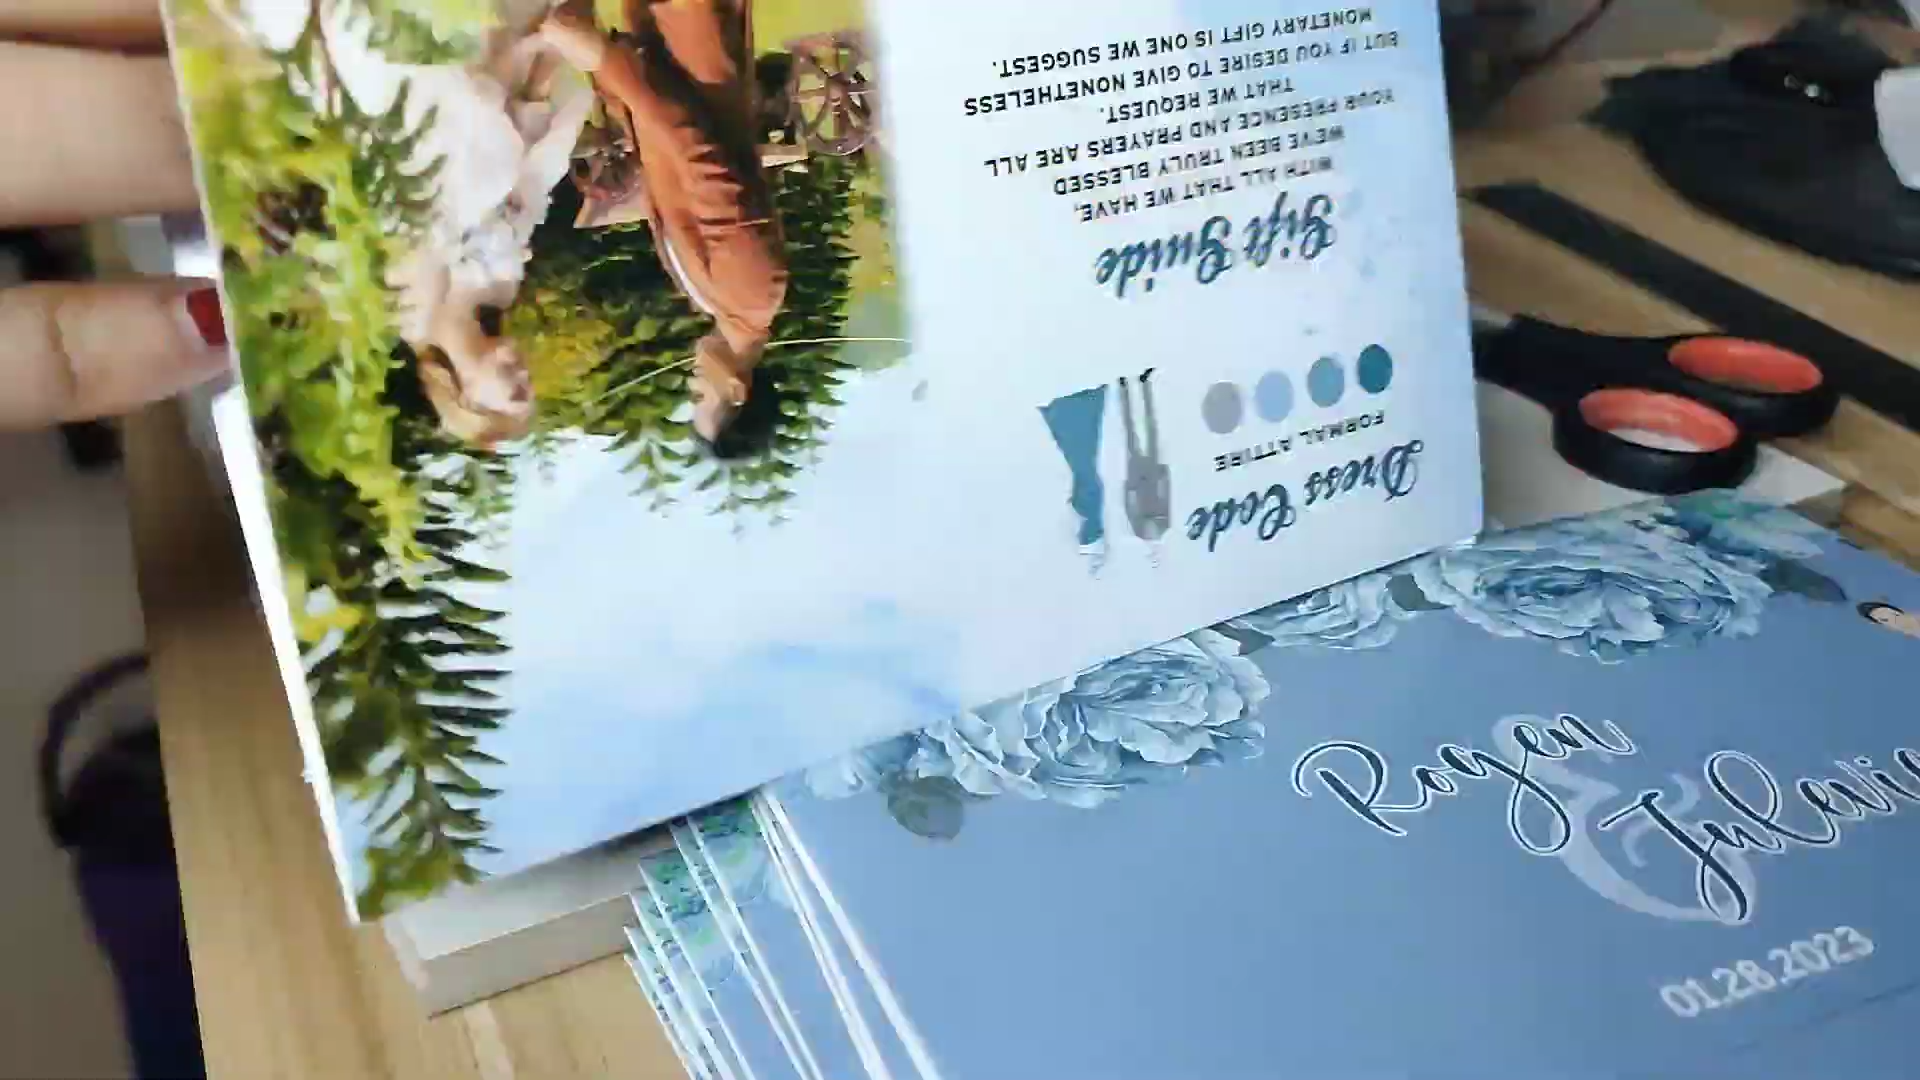 Dress Code
FORMAL ATTIRE
Gift Guide
WITH ALL THAT WE HAVE,
WE'VE BEEN TRULY BLESSED
YOUR PRESENCE AND PRAYERS ARE ALL
THAT WE REQUEST.
BUT IF YOU DESIRE TO GIVE NONETHELESS
MONETARY GIFT IS ONE WE SUGGEST.
Rogen
&
Julevie
01.28.2023